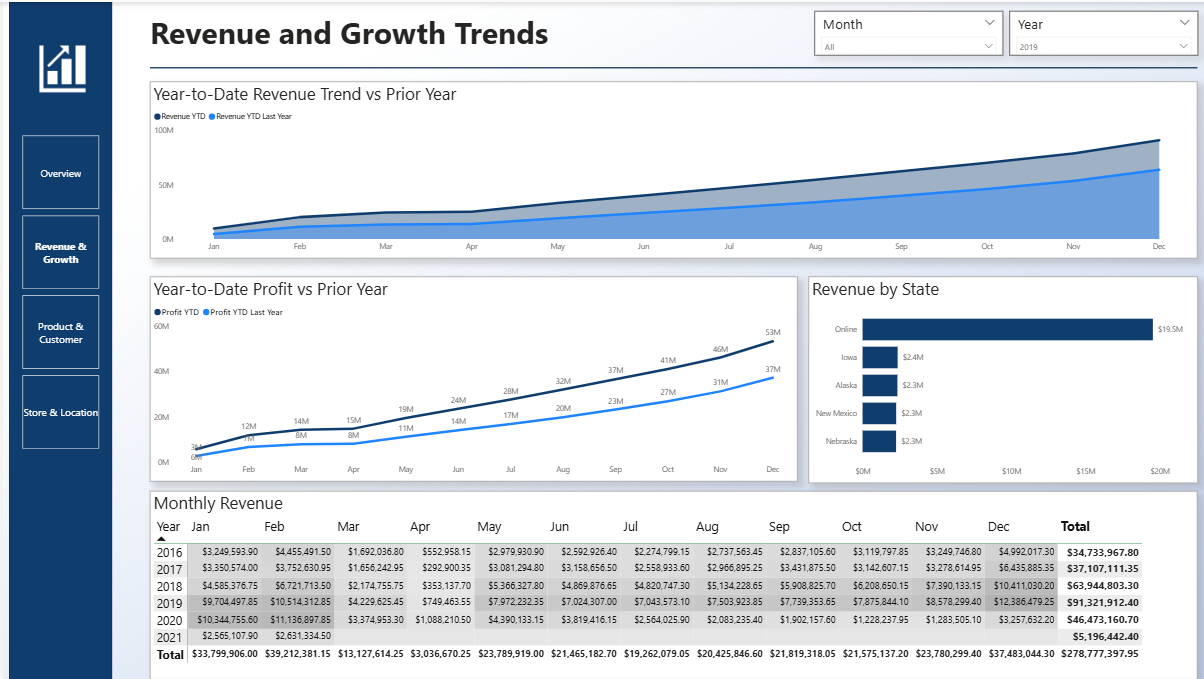 Revenue and Growth Trends
Month
All
Year
2019
Overview
Revenue &
Growth
Product &
Customer
Store & Location
Year-to-Date Revenue Trend vs Prior Year
Revenue YTD Revenue YTD Last Year
100M
50M
0M
Jan Feb Mar Apr May Jun Jul Aug Sep Oct Nov Dec
Year-to-Date Profit vs Prior Year
Profit YTD Profit YTD Last Year
60M
40M
20M
0M
3M 12M 14M 15M 19M 24M 28M 32M 37M 41M 46M 53M
6M 7M 8M 8M 11M 14M 17M 20M 23M 27M 31M 37M
Jan Feb Mar Apr May Jun Jul Aug Sep Oct Nov Dec
Revenue by State
Online $19.5M
Iowa $2.4M
Alaska $2.3M
New Mexico $2.3M
Nebraska $2.3M
$0M $5M $10M $15M $20M
Monthly Revenue
Year Jan Feb Mar Apr May Jun Jul Aug Sep Oct Nov Dec Total
2016 $3,249,593.90 $4,455,491.50 $1,692,036.80 $552,958.15 $2,979,930.90 $2,592,926.40 $2,274,799.15 $2,737,563.45 $2,837,105.60 $3,119,797.85 $3,249,746.80 $4,992,017.30 $34,733,967.80
2017 $3,350,574.00 $3,752,630.95 $1,656,242.95 $292,900.35 $3,081,294.80 $3,158,656.50 $2,558,933.60 $2,966,895.25 $3,431,875.50 $3,142,607.15 $3,278,614.95 $6,435,885.35 $37,107,111.35
2018 $4,585,376.75 $6,721,713.50 $2,174,755.75 $353,137.70 $5,366,327.80 $4,869,876.65 $4,820,747.30 $5,134,228.65 $5,908,825.70 $6,208,650.15 $7,390,133.15 $10,411,030.20 $63,944,803.30
2019 $9,704,497.85 $10,514,312.85 $4,229,625.45 $749,463.55 $7,972,232.35 $7,024,307.00 $7,043,573.10 $7,503,923.85 $7,739,353.65 $7,875,844.10 $8,578,299.40 $12,386,479.25 $91,321,912.40
2020 $10,344,755.60 $11,136,897.85 $3,374,953.30 $1,088,210.50 $4,390,133.15 $3,819,416.15 $2,564,025.90 $2,083,235.40 $1,902,157.60 $1,228,237.95 $1,283,505.10 $3,257,632.20 $46,473,160.70
2021 $2,565,107.90 $2,631,334.50 $5,196,442.40
Total $33,799,906.00 $39,212,381.15 $13,127,614.25 $3,036,670.25 $23,789,919.00 $21,465,182.70 $19,262,079.05 $20,425,846.60 $21,819,318.05 $21,575,137.20 $23,780,299.40 $37,483,044.30 $278,777,397.95